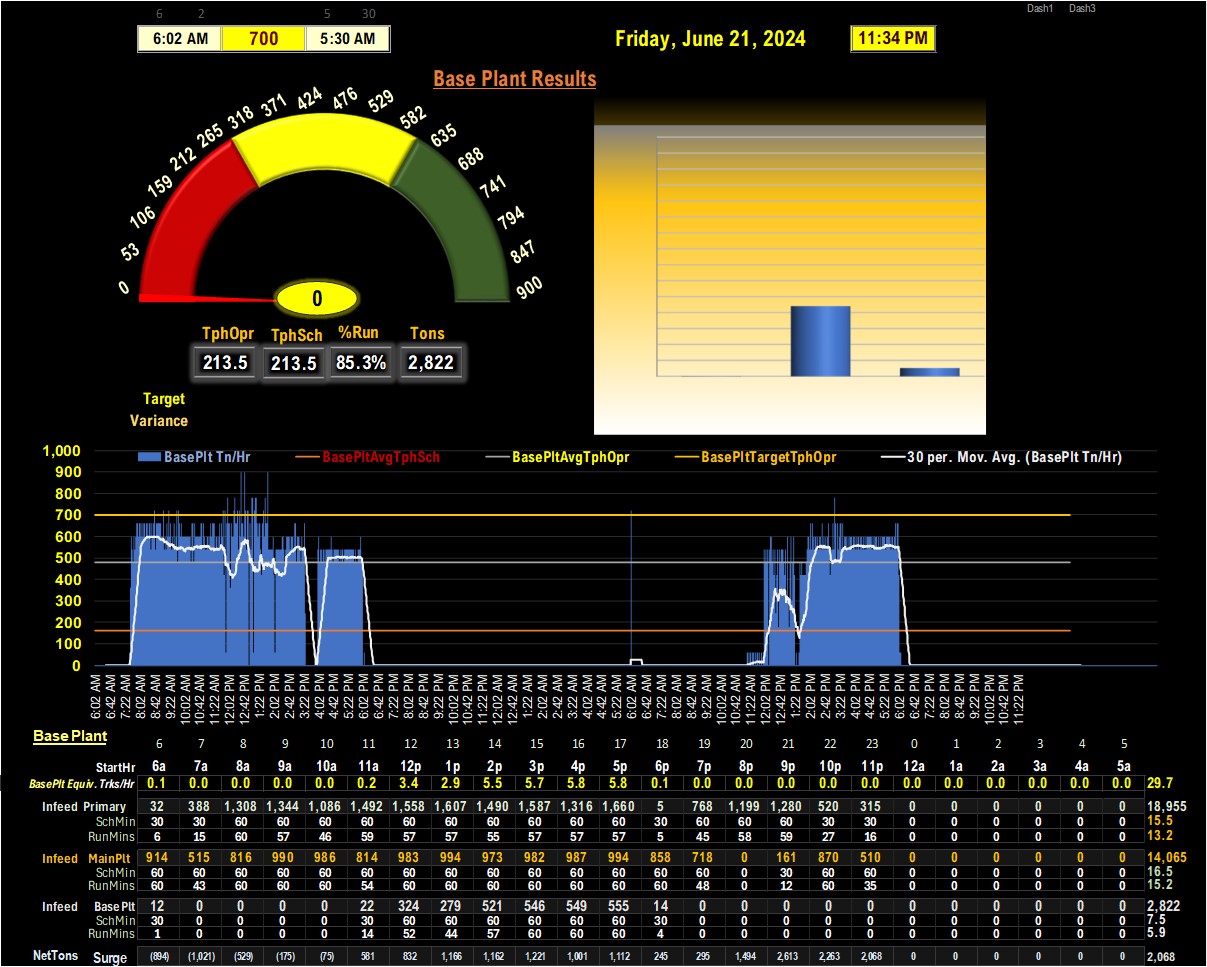 6 2 5 30 Dash1 Dash3
6:02 AM 700 5:30 AM Friday, June 21, 2024 11:34 PM
Base Plant Results
0 53 106 159 212 265 318 371 424 476 529 582 635 688 741 794 847 900
0
TphOpr TphSch %Run Tons
213.5 213.5 85.3% 2,822
Target
Variance
BasePlt Tn/Hr BasePltAvgTphSch BasePltAvgTphOpr BasePltTargetTphOpr 30 per. Mov. Avg. (BasePlt Tn/Hr)
1,000
900
800
700
600
500
400
300
200
100
0
6:02 AM 6:42 AM 7:22 AM 8:02 AM 8:42 AM 9:22 AM 10:02 AM 10:42 AM 11:22 AM 12:02 PM 12:42 PM 1:22 PM 2:02 PM 2:42 PM 3:22 PM 4:02 PM 4:42 PM 5:22 PM 6:02 PM 6:42 PM 7:22 PM 8:02 PM 8:42 PM 9:22 PM 10:02 PM 10:42 PM 11:22 PM 12:02 AM 12:42 AM 1:22 AM 2:02 AM 2:42 AM 3:22 AM 4:02 AM 4:42 AM 5:22 AM 6:02 AM 6:42 AM 7:22 AM 8:02 AM 8:42 AM 9:22 AM 10:02 AM 10:42 AM 11:22 AM 12:02 PM 12:42 PM 1:22 PM 2:02 PM 2:42 PM 3:22 PM 4:02 PM 4:42 PM 5:22 PM 6:02 PM 6:42 PM 7:22 PM 8:02 PM 8:42 PM 9:22 PM 10:02 PM 10:42 PM 11:22 PM
Base Plant
6 7 8 9 10 11 12 13 14 15 16 17 18 19 20 21 22 23 0 1 2 3 4 5
StartHr 6a 7a 8a 9a 10a 11a 12p 1p 2p 3p 4p 5p 6p 7p 8p 9p 10p 11p 12a 1a 2a 3a 4a 5a
BasePlt Equiv. Trks/Hr 0.1 0.0 0.0 0.0 0.0 0.2 3.4 2.9 5.5 5.7 5.8 5.8 0.1 0.0 0.0 0.0 0.0 0.0 0.0 0.0 0.0 0.0 0.0 0.0 29.7
Infeed Primary 32 388 1,308 1,344 1,086 1,492 1,558 1,607 1,490 1,587 1,316 1,660 5 768 1,199 1,280 520 315 0 0 0 0 0 0 18,955
SchMin 30 30 60 60 60 60 60 60 60 60 60 60 30 60 60 60 30 30 0 0 0 0 0 0 15.5
RunMins 6 15 60 57 46 59 57 57 55 57 57 57 5 45 58 59 27 16 0 0 0 0 0 0 13.2
Infeed MainPlt 914 515 816 990 986 814 983 994 973 982 987 994 858 718 0 161 870 510 0 0 0 0 0 0 14,065
SchMin 60 60 60 60 60 60 60 60 60 60 60 60 60 60 0 30 60 60 0 0 0 0 0 0 16.5
RunMins 60 43 60 60 60 54 60 60 60 60 60 60 60 48 0 12 60 35 0 0 0 0 0 0 15.2
Infeed BasePlt 12 0 0 0 0 22 324 279 521 546 549 555 14 0 0 0 0 0 0 0 0 0 0 0 2,822
SchMin 30 0 0 0 0 30 60 60 60 60 60 60 30 0 0 0 0 0 0 0 0 0 0 0 7.5
RunMins 1 0 0 0 0 14 52 44 57 60 60 60 4 0 0 0 0 0 0 0 0 0 0 0 5.9
NetTons Surge (894) (1,021) (529) (175) (75) 581 832 1,166 1,162 1,221 1,001 1,112 245 295 1,494 2,613 2,263 2,068 0 0 0 0 0 0 2,068